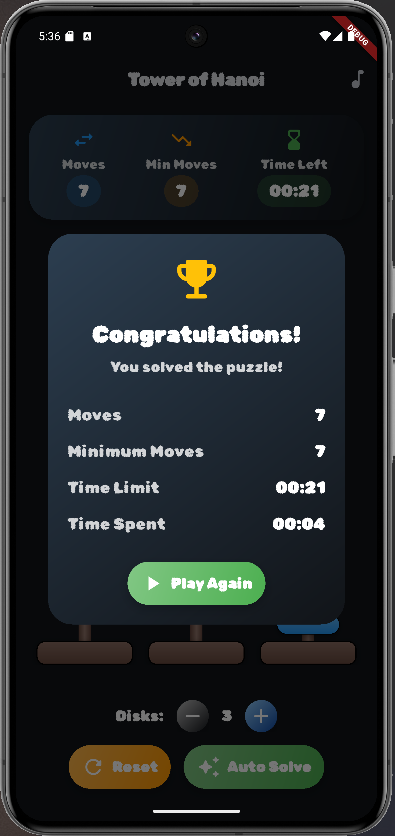 5:36
DEBUG
Tower of Hanoi
Moves Min Moves Time Left
7 7 00:21
Congratulations!
You solved the puzzle!
Moves 7
Minimum Moves 7
Time Limit 00:21
Time Spent 00:04
Play Again
Disks: 3
Reset Auto Solve